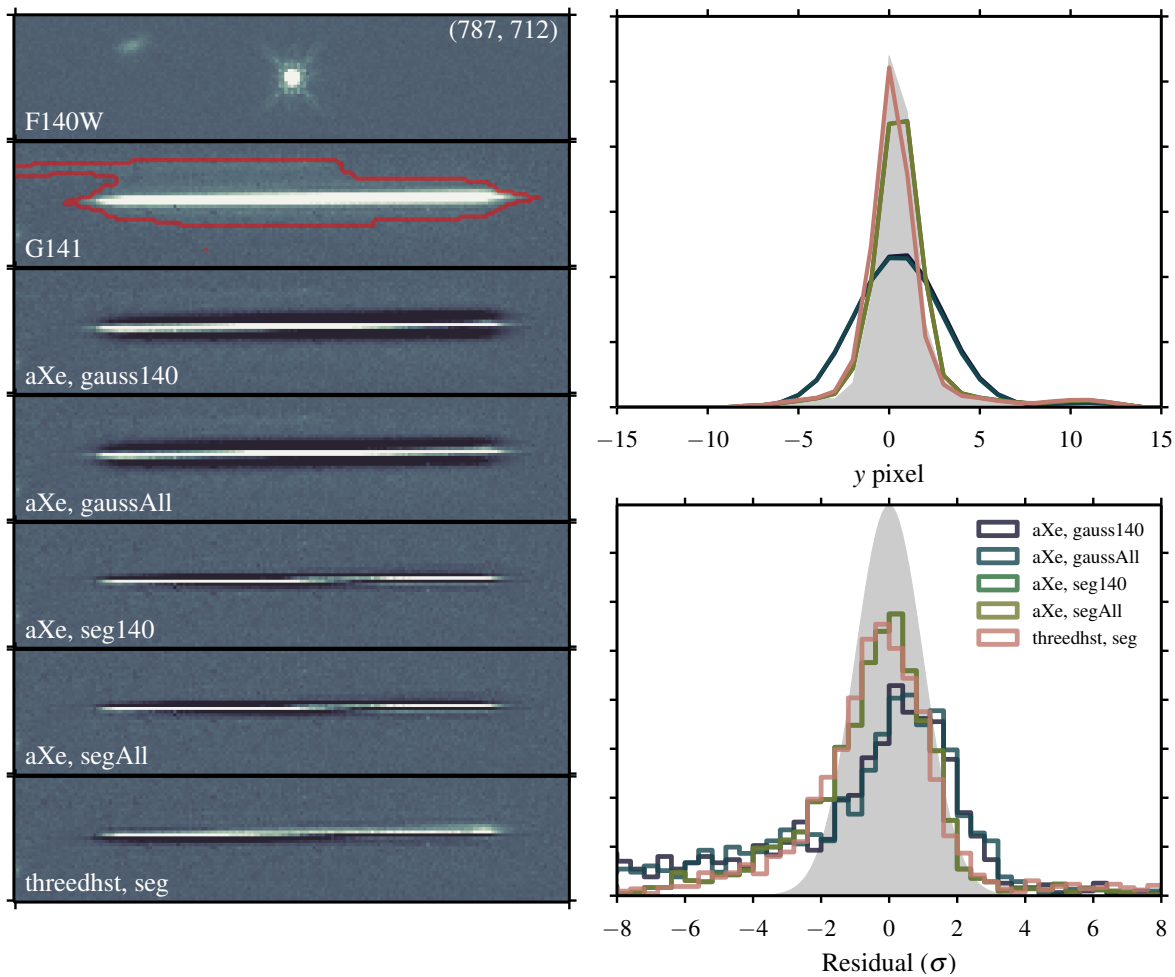 (787, 712)
F140W
G141
aXe, gauss140
aXe, gaussAll
aXe, seg140
aXe, segAll
threedhst, seg
−15 −10 −5 0 5 10 15
y pixel
aXe, gauss140
aXe, gaussAll
aXe, seg140
aXe, segAll
threedhst, seg
−8 −6 −4 −2 0 2 4 6 8
Residual (σ)